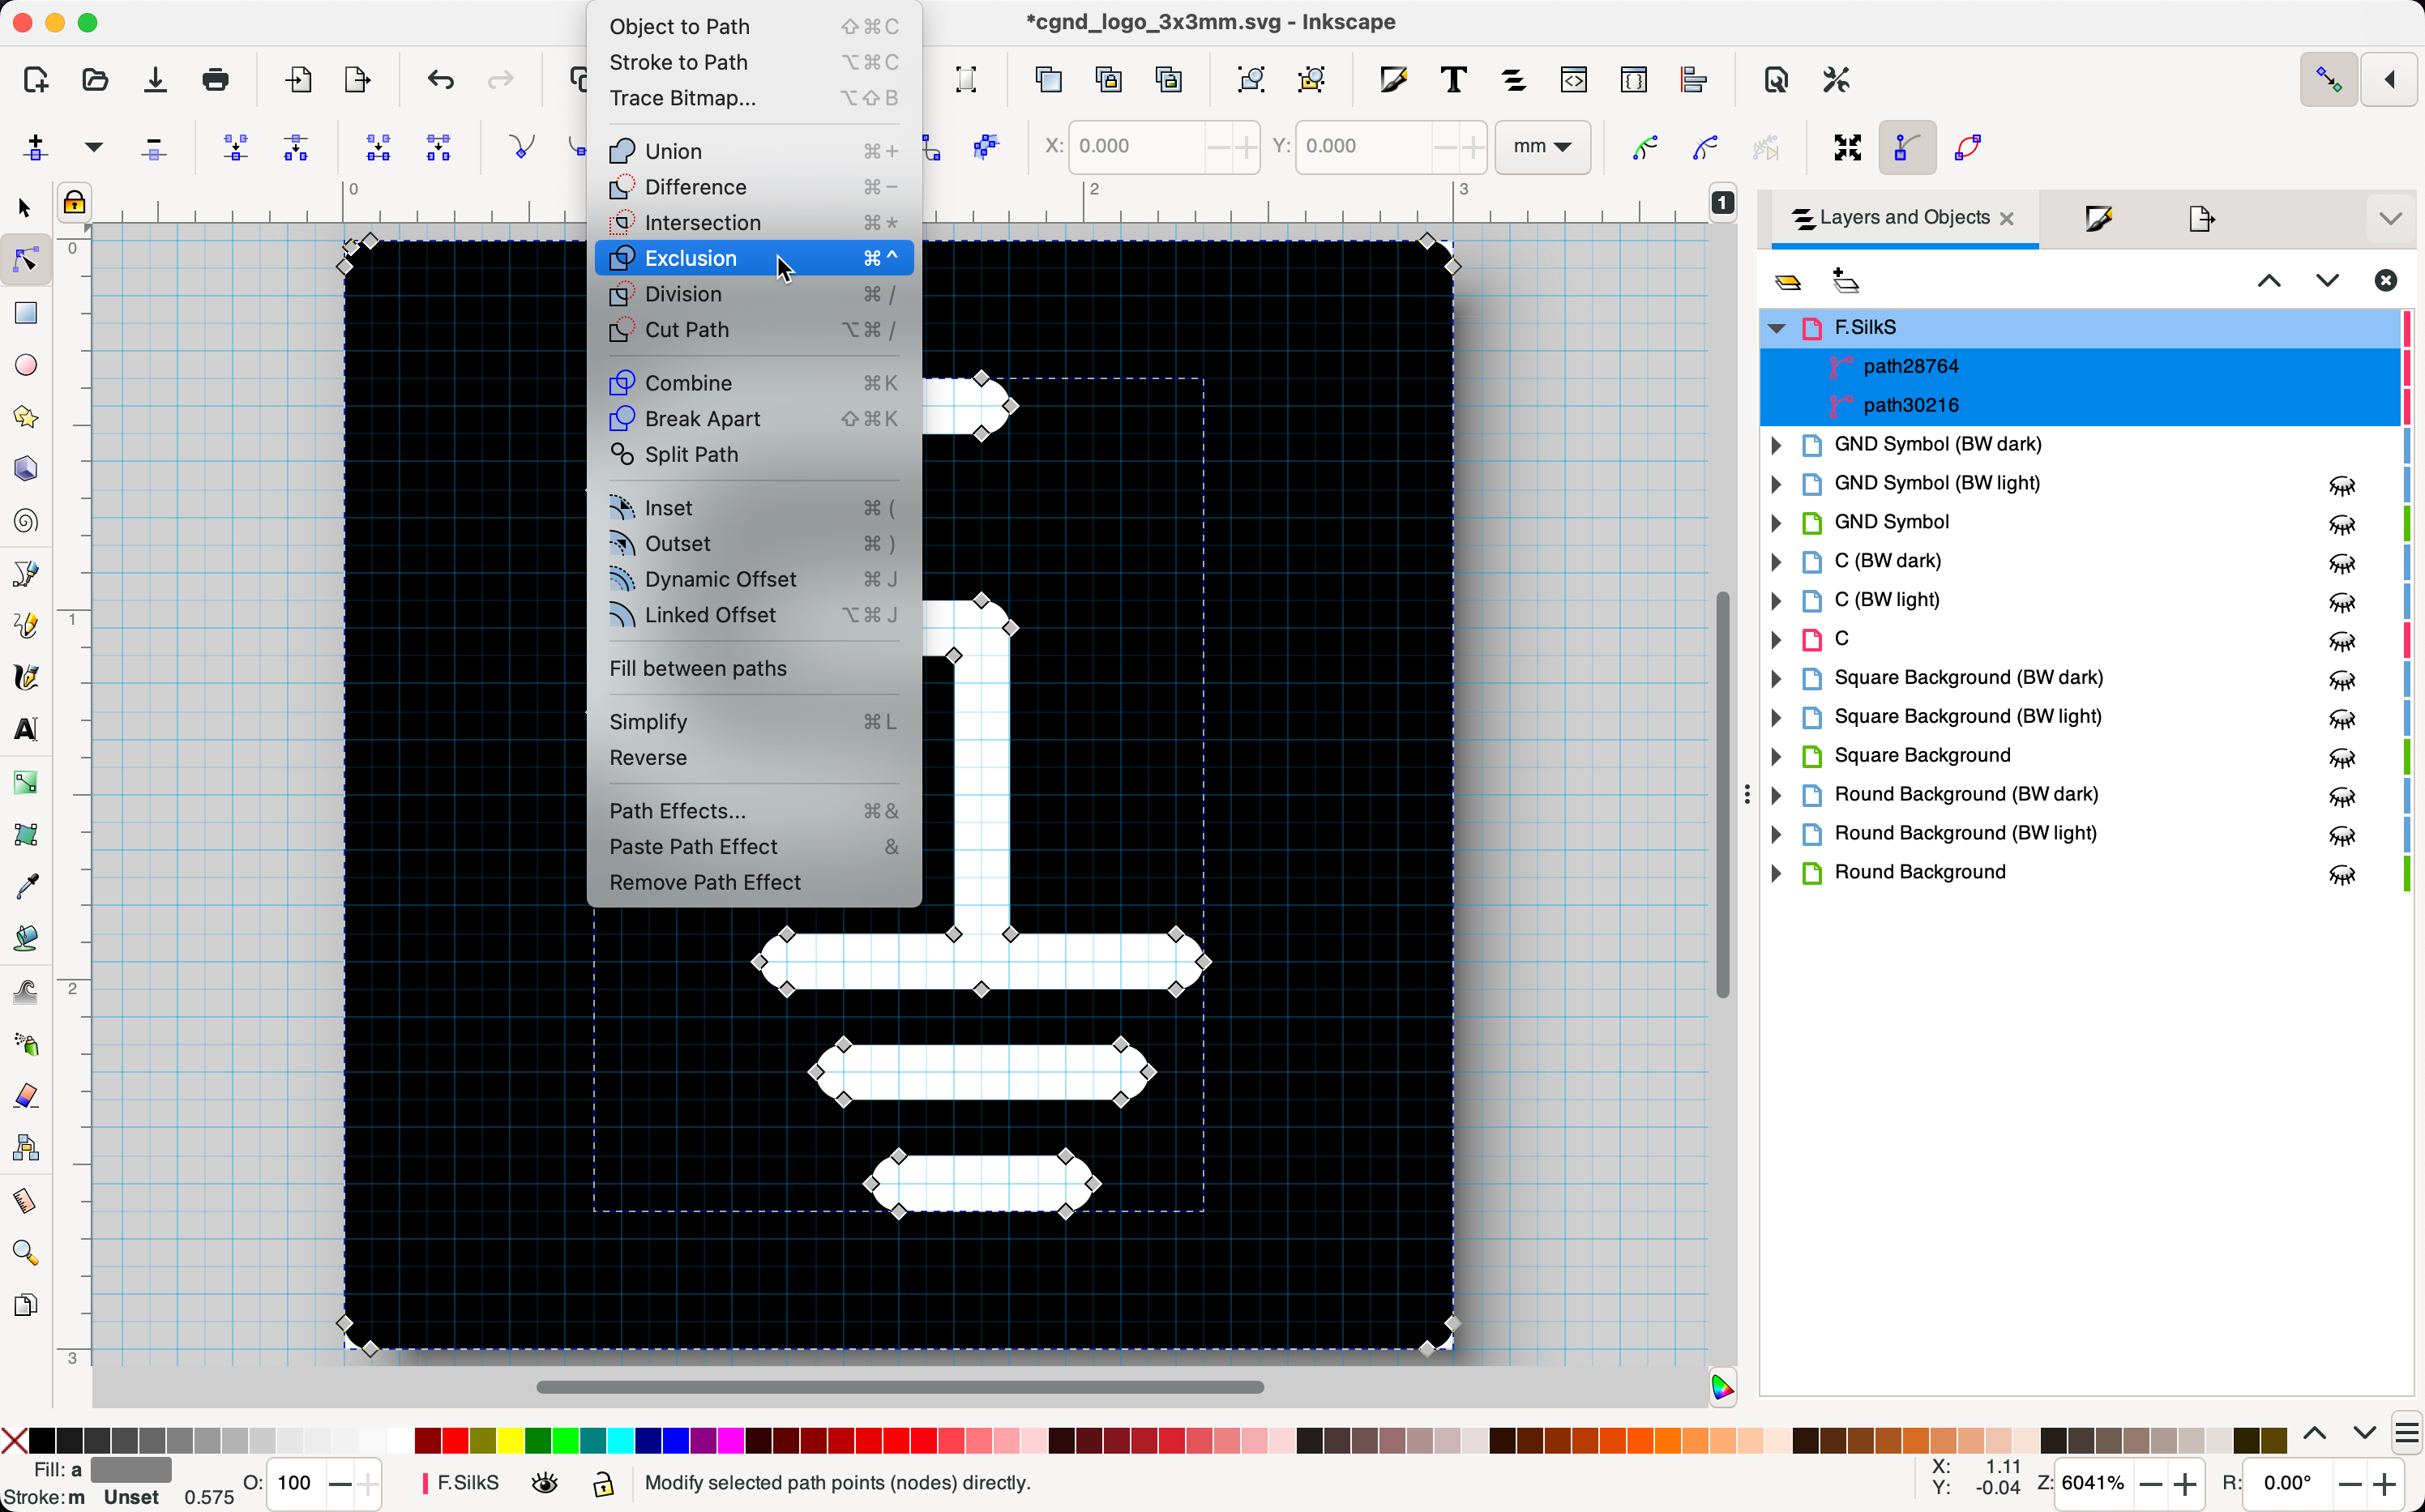 *cgnd_logo_3x3mm.svg - Inkscape
Object to Path ⇧⌘C
Stroke to Path ⌥⌘C
Trace Bitmap... ⌥⇧B
Union ⌘+
Difference ⌘−
Intersection ⌘*
Exclusion ⌘^
Division ⌘/
Cut Path ⌥⌘/
Combine ⌘K
Break Apart ⇧⌘K
Split Path
Inset ⌘(
Outset ⌘)
Dynamic Offset ⌘J
Linked Offset ⌥⌘J
Fill between paths
Simplify ⌘L
Reverse
Path Effects... ⌘&
Paste Path Effect &
Remove Path Effect
X: 0.000 Y: 0.000 mm
0 2 3
1
0
1
2
3
Layers and Objects
F.SilkS
path28764
path30216
GND Symbol (BW dark)
GND Symbol (BW light)
GND Symbol
C (BW dark)
C (BW light)
C
Square Background (BW dark)
Square Background (BW light)
Square Background
Round Background (BW dark)
Round Background (BW light)
Round Background
Fill: a
Stroke: m Unset 0.575
O: 100
F.SilkS
Modify selected path points (nodes) directly.
X: 1.11
Y: -0.04
Z: 6041%
R: 0.00°